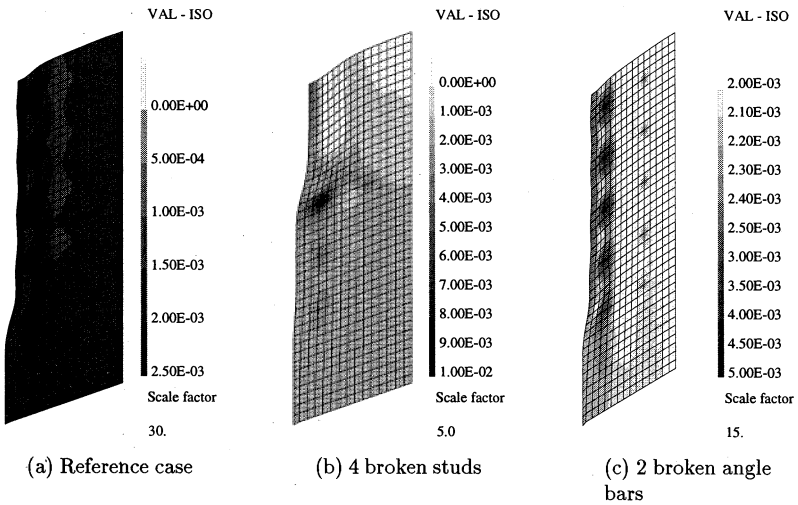 VAL - ISO
0.00E+00
5.00E-04
1.00E-03
1.50E-03
2.00E-03
2.50E-03
Scale factor
30.
(a) Reference case
VAL - ISO
0.00E+00
1.00E-03
2.00E-03
3.00E-03
4.00E-03
5.00E-03
6.00E-03
7.00E-03
8.00E-03
9.00E-03
1.00E-02
Scale factor
5.0
(b) 4 broken studs
VAL - ISO
2.00E-03
2.10E-03
2.20E-03
2.30E-03
2.40E-03
2.50E-03
3.00E-03
3.50E-03
4.00E-03
4.50E-03
5.00E-03
Scale factor
15.
(c) 2 broken angle
bars